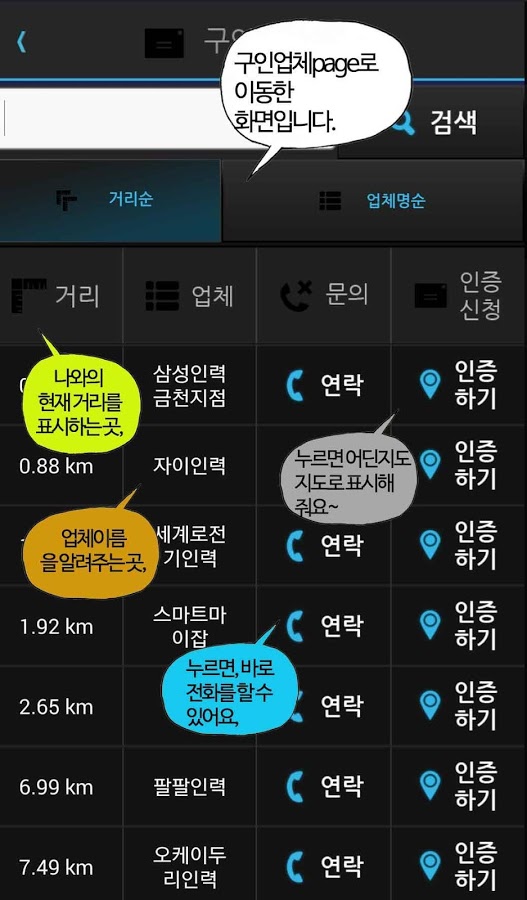 구인업체page로
이동한
화면입니다.
검색
거리순
업체명순
거리
업체
문의
인증
신청
나와의
현재 거리를
표시하는 곳,
삼성인력
금천지점
연락
인증
하기
0.88 km
자이인력
누르면 어딘지도
지도로 표시해
줘요~
인증
하기
업체이름
을 알려주는 곳,
세계로전
기인력
연락
인증
하기
1.92 km
스마트마
이잡
연락
인증
하기
누르면, 바로
전화를 할 수
있어요,
2.65 km
연락
인증
하기
6.99 km
팔팔인력
연락
인증
하기
7.49 km
오케이두
리인력
연락
인증
하기